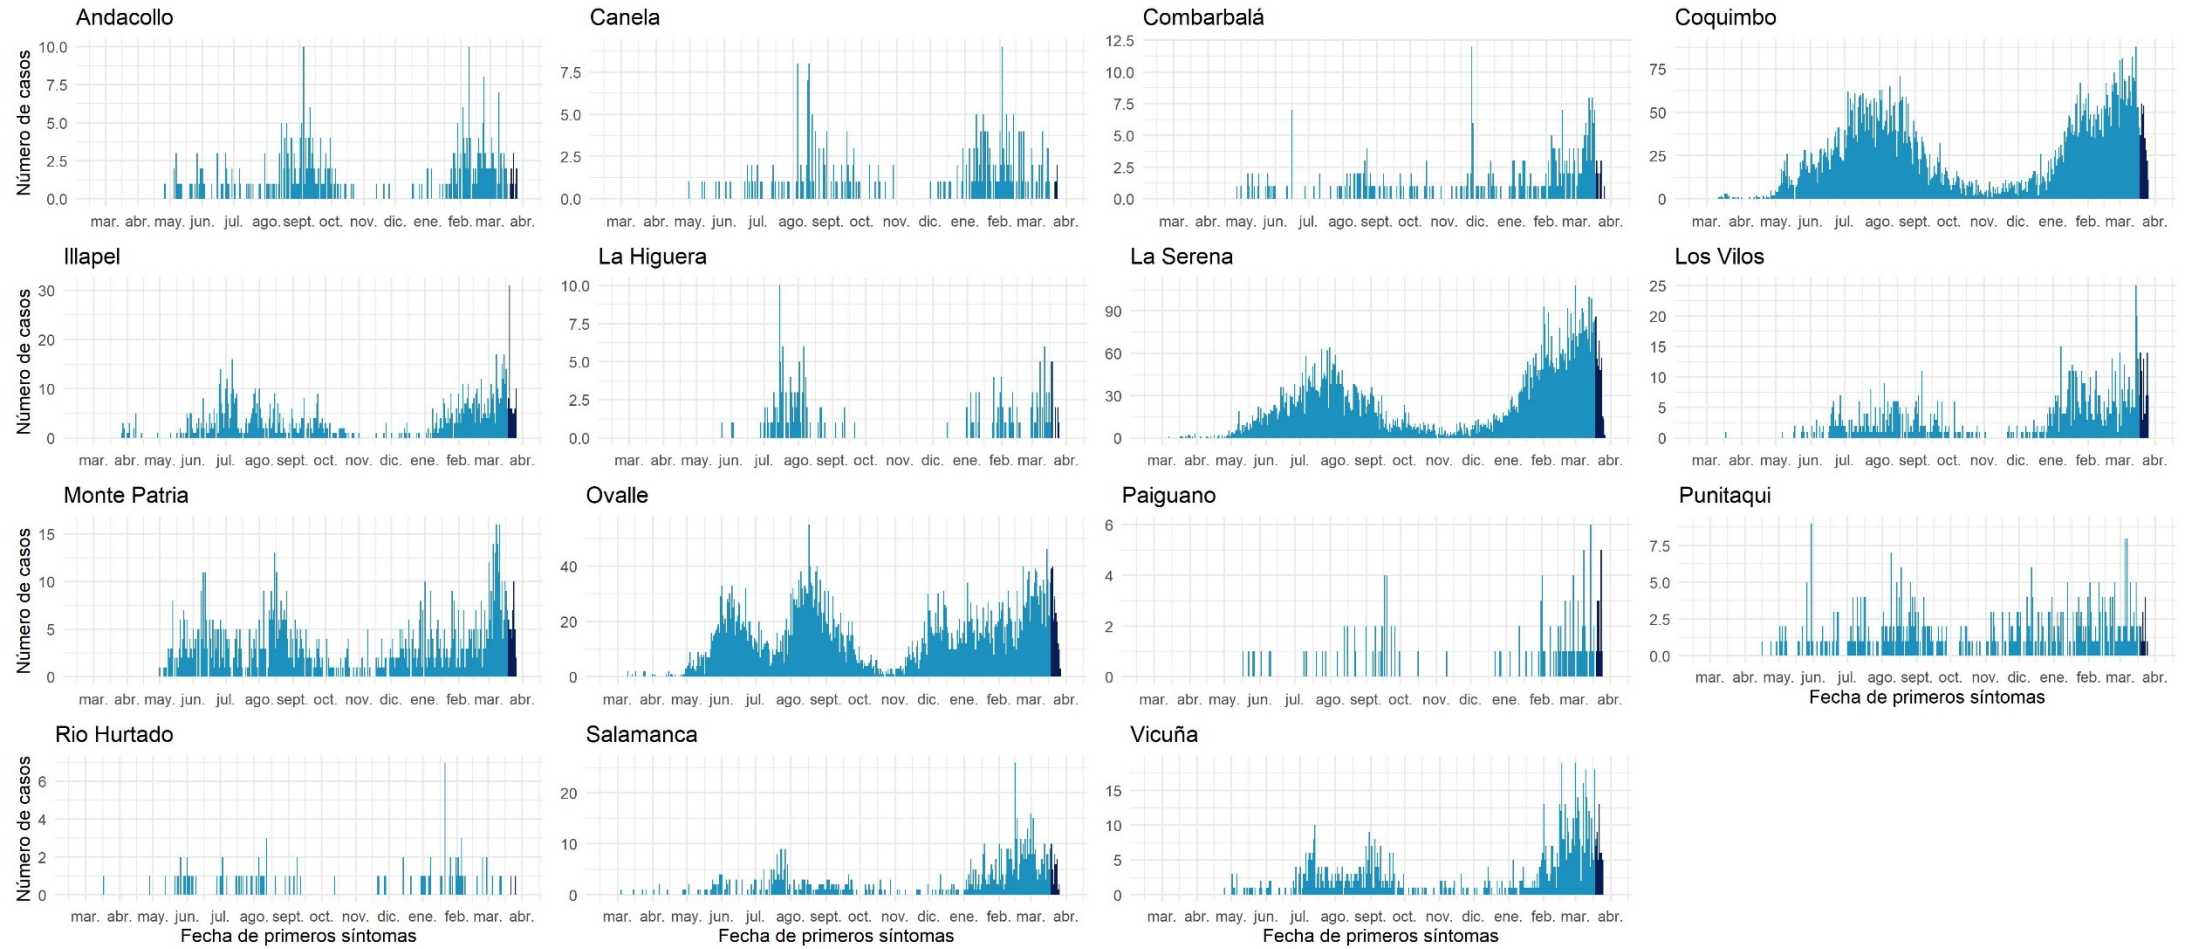 Andacollo
Canela
Combarbalá
Coquimbo
Número de casos
10.0
7.5
5.0
2.5
0.0
7.5
5.0
2.5
0.0
12.5
10.0
7.5
5.0
2.5
0.0
75
50
25
0
mar. abr. may. jun. jul. ago. sept. oct. nov. dic. ene. feb. mar. abr.
mar. abr. may. jun. jul. ago. sept. oct. nov. dic. ene. feb. mar. abr.
mar. abr. may. jun. jul. ago. sept. oct. nov. dic. ene. feb. mar. abr.
mar. abr. may. jun. jul. ago. sept. oct. nov. dic. ene. feb. mar. abr.
Illapel
La Higuera
La Serena
Los Vilos
Número de casos
30
20
10
0
10.0
7.5
5.0
2.5
0.0
90
60
30
0
25
20
15
10
5
0
mar. abr. may. jun. jul. ago. sept. oct. nov. dic. ene. feb. mar. abr.
mar. abr. may. jun. jul. ago. sept. oct. nov. dic. ene. feb. mar. abr.
mar. abr. may. jun. jul. ago. sept. oct. nov. dic. ene. feb. mar. abr.
mar. abr. may. jun. jul. ago. sept. oct. nov. dic. ene. feb. mar. abr.
Monte Patria
Ovalle
Paiguano
Punitaqui
Número de casos
15
10
5
0
40
20
0
6
4
2
0
7.5
5.0
2.5
0.0
mar. abr. may. jun. jul. ago. sept. oct. nov. dic. ene. feb. mar. abr.
mar. abr. may. jun. jul. ago. sept. oct. nov. dic. ene. feb. mar. abr.
mar. abr. may. jun. jul. ago. sept. oct. nov. dic. ene. feb. mar. abr.
mar. abr. may. jun. jul. ago. sept. oct. nov. dic. ene. feb. mar. abr.
Fecha de primeros síntomas
Rio Hurtado
Salamanca
Vicuña
Número de casos
6
4
2
0
20
10
0
15
10
5
0
mar. abr. may. jun. jul. ago. sept. oct. nov. dic. ene. feb. mar. abr.
mar. abr. may. jun. jul. ago. sept. oct. nov. dic. ene. feb. mar. abr.
mar. abr. may. jun. jul. ago. sept. oct. nov. dic. ene. feb. mar. abr.
Fecha de primeros síntomas
Fecha de primeros síntomas
Fecha de primeros síntomas